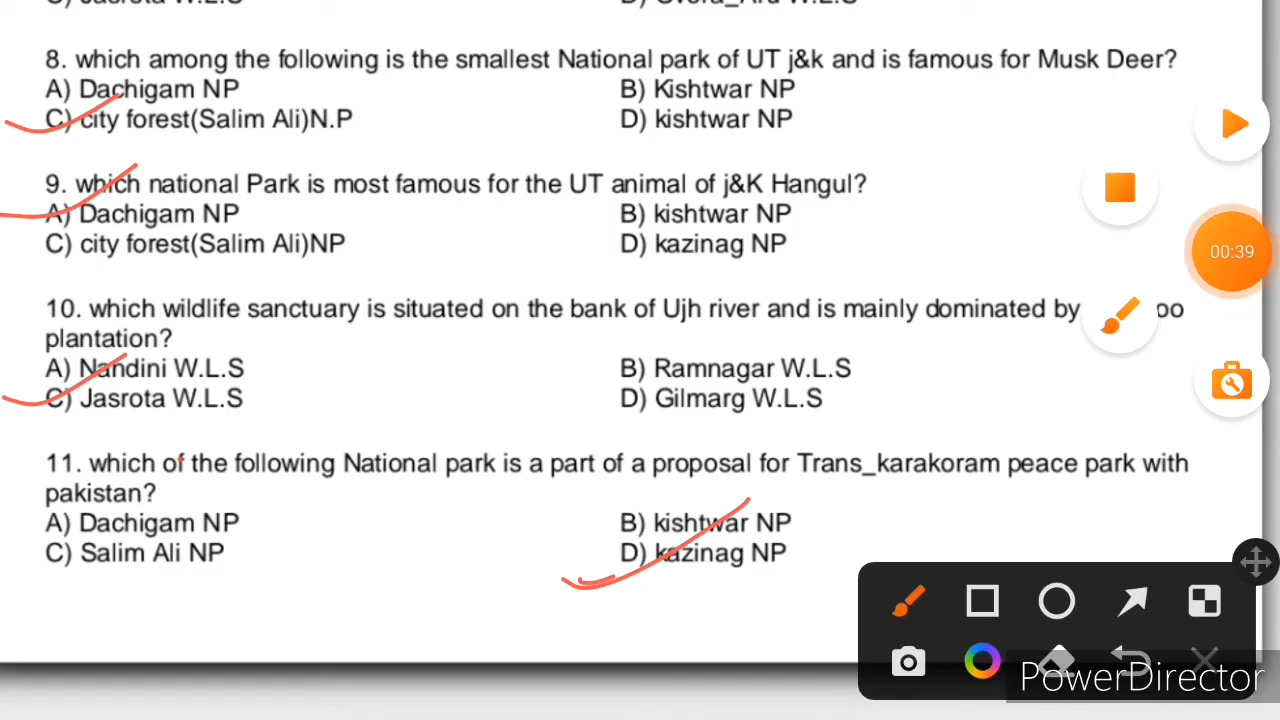 8. which among the following is the smallest National park of UT j&k and is famous for Musk Deer?
A) Dachigam NP B) Kishtwar NP
C) city forest(Salim Ali)N.P D) kishtwar NP
9. which national Park is most famous for the UT animal of j&K Hangul?
A) Dachigam NP B) kishtwar NP
C) city forest(Salim Ali)NP D) kazinag NP
00:39
10. which wildlife sanctuary is situated on the bank of Ujh river and is mainly dominated by oo
plantation?
A) Nandini W.L.S B) Ramnagar W.L.S
C) Jasrota W.L.S D) Gilmarg W.L.S
11. which of the following National park is a part of a proposal for Trans_karakoram peace park with
pakistan?
A) Dachigam NP B) kishtwar NP
C) Salim Ali NP D) kazinag NP
PowerDirector